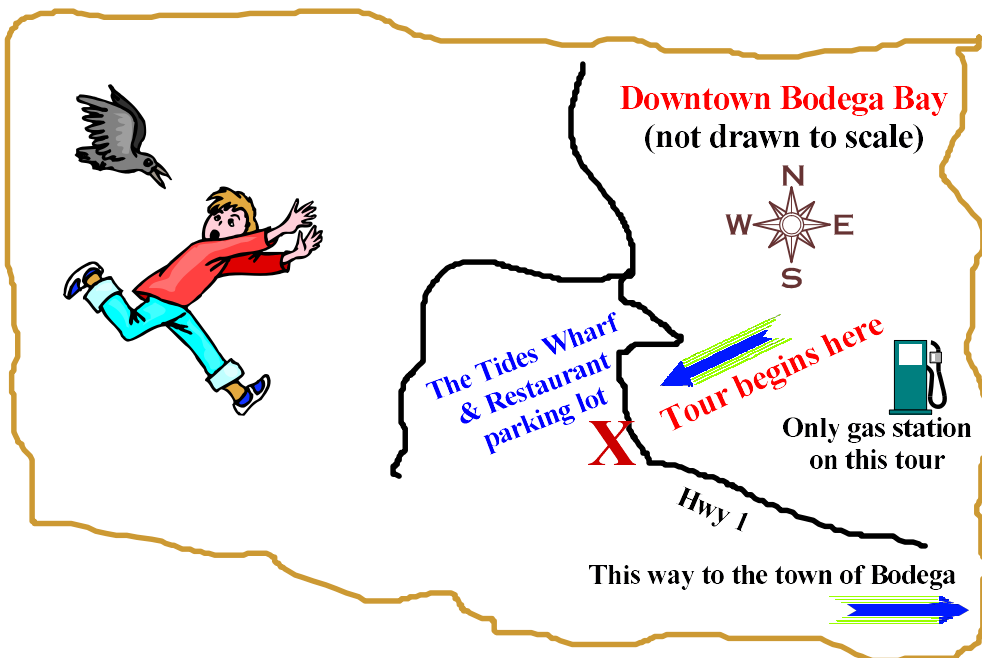 Downtown Bodega Bay
(not drawn to scale)
N
W E
S
The Tides Wharf
& Restaurant
parking lot
X
Tour begins here
Only gas station
on this tour
Hwy 1
This way to the town of Bodega